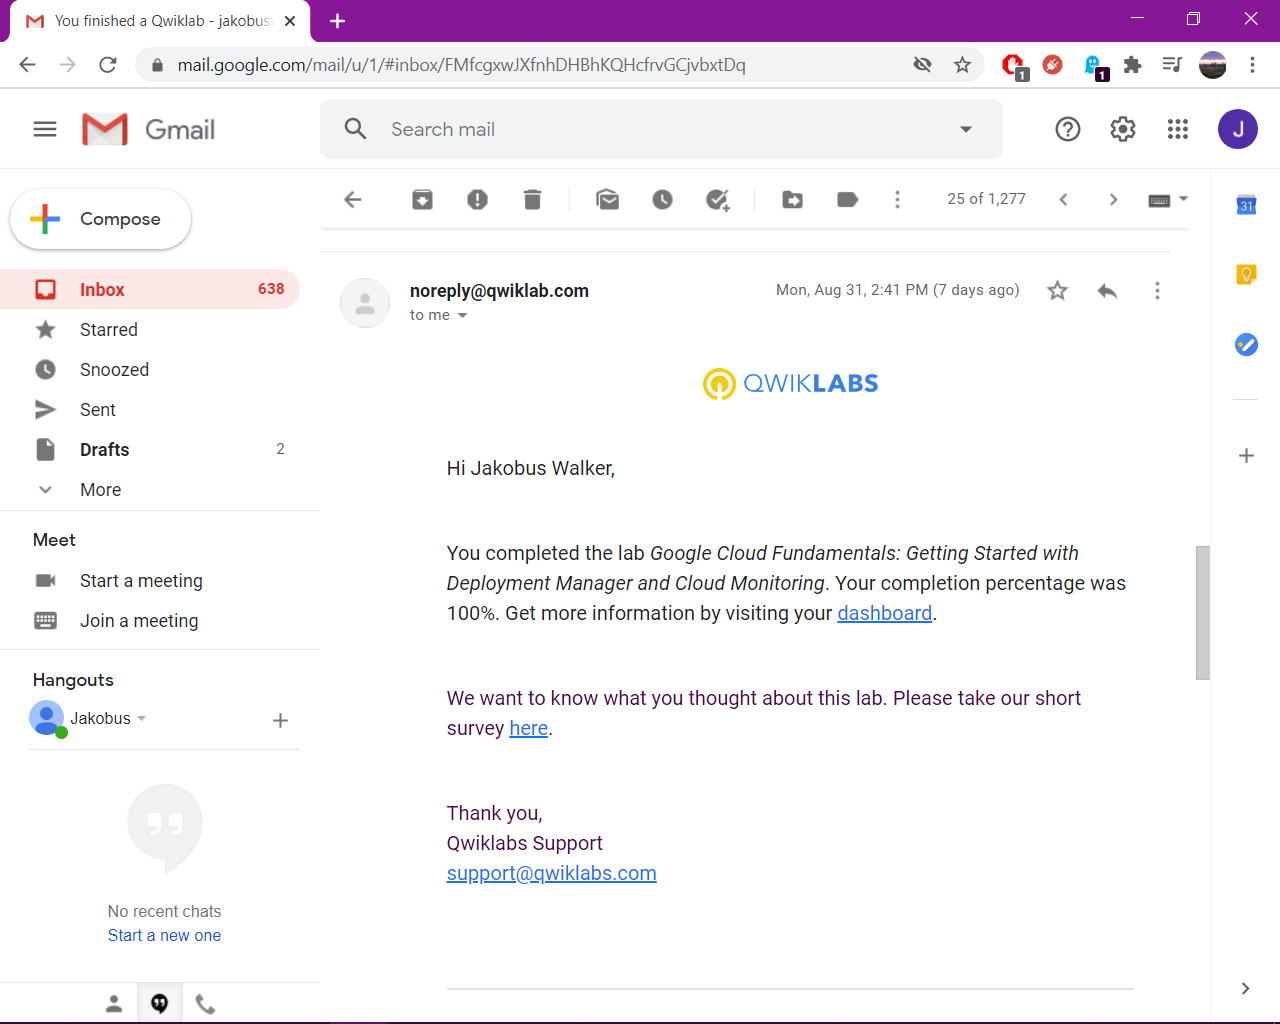 You finished a Qwiklab - jakobus
mail.google.com/mail/u/1/#inbox/FMfcgxwJXfnhDHBhKQHcfrvGCjvbxtDq
1
1
Gmail
Search mail
J
Compose
25 of 1,277
31
Inbox 638
Starred
Snoozed
Sent
Drafts 2
More
Meet
Start a meeting
Join a meeting
Hangouts
Jakobus
No recent chats
Start a new one
noreply@qwiklab.com
Mon, Aug 31, 2:41 PM (7 days ago)
to me
QWIKLABS
Hi Jakobus Walker,
You completed the lab Google Cloud Fundamentals: Getting Started with
Deployment Manager and Cloud Monitoring. Your completion percentage was
100%. Get more information by visiting your dashboard.
We want to know what you thought about this lab. Please take our short
survey here.
Thank you,
Qwiklabs Support
support@qwiklabs.com